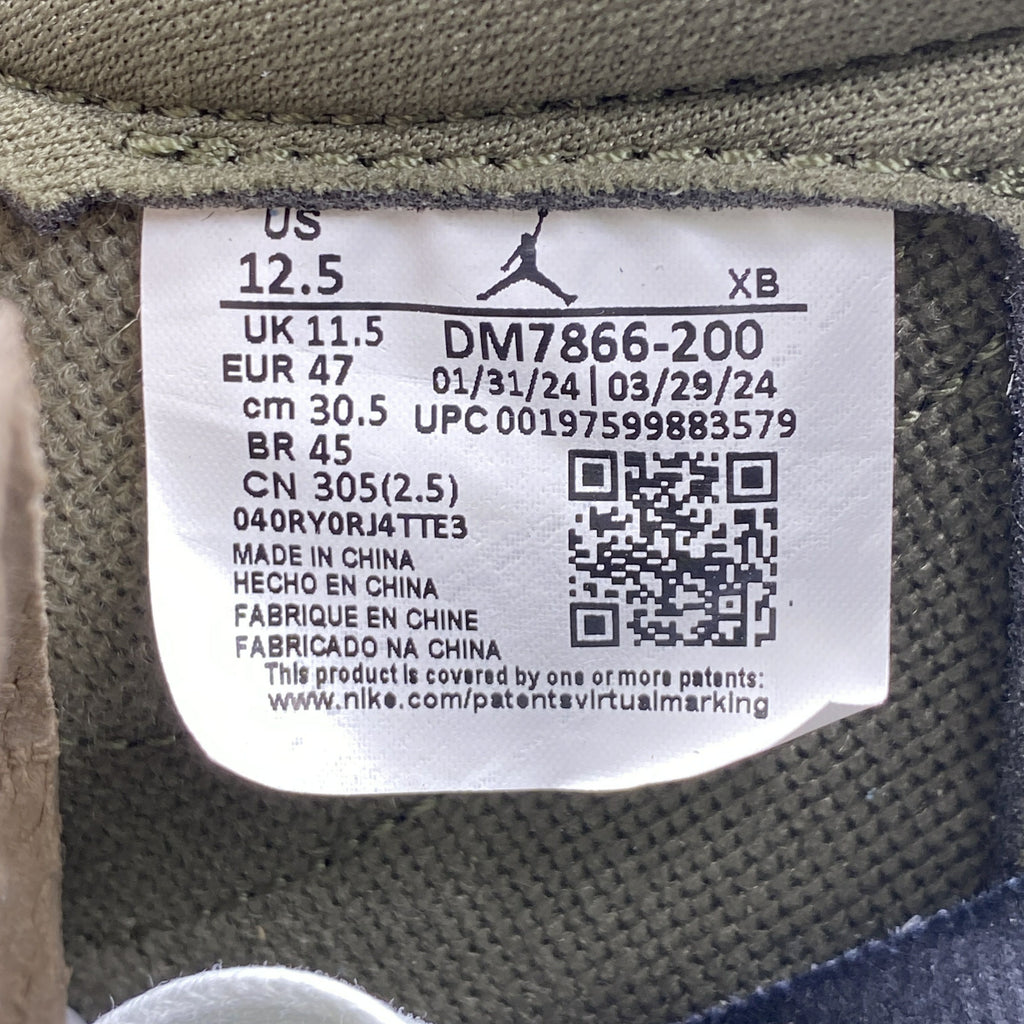 US
12.5 XB
UK 11.5 DM7866-200
EUR 47 01/31/24 | 03/29/24
cm 30.5 UPC 00197599883579
BR 45
CN 305(2.5)
040RY0RJ4TTE3
MADE IN CHINA
HECHO EN CHINA
FABRIQUE EN CHINE
FABRICADO NA CHINA
This product is covered by one or more patents:
www.nike.com/patentsvirtualmarking